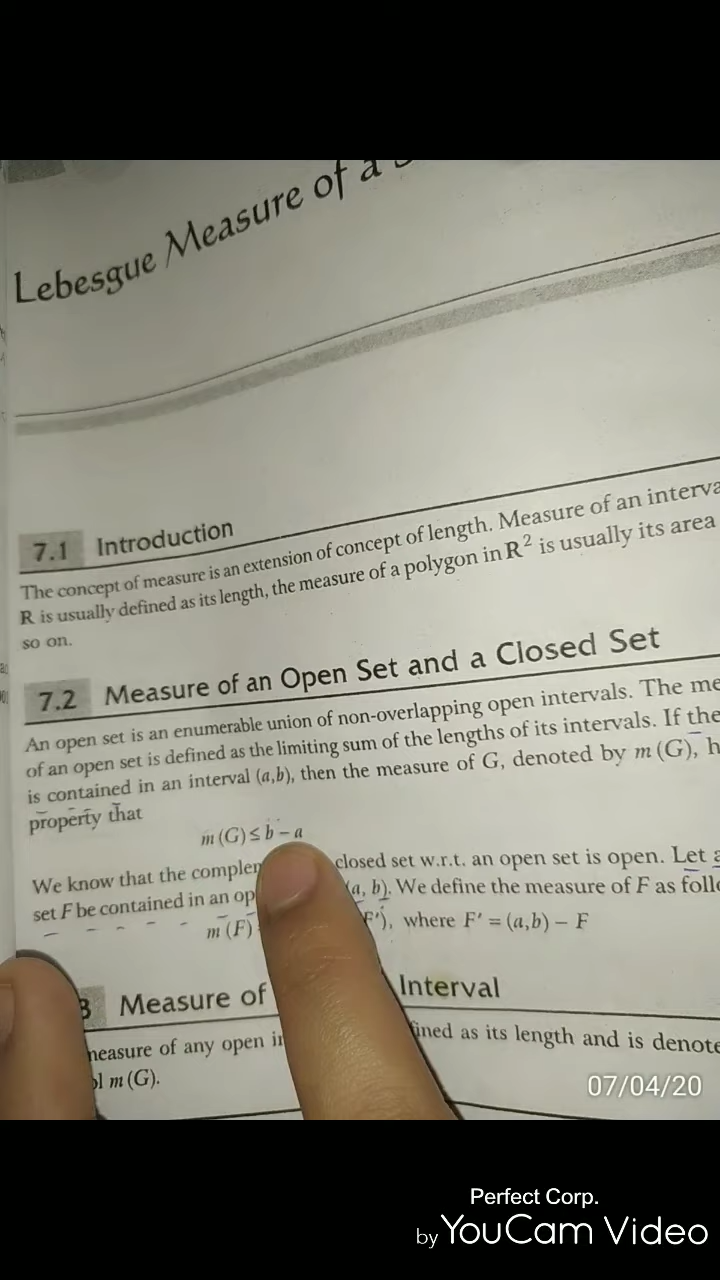 Lebesgue Measure of a
7.1 Introduction
The concept of measure is an extension of concept of length. Measure of an interva
R is usually defined as its length, the measure of a polygon in R² is usually its area
so on.
7.2 Measure of an Open Set and a Closed Set
An open set is an enumerable union of non-overlapping open intervals. The me
of an open set is defined as the limiting sum of the lengths of its intervals. If the
is contained in an interval (a,b), then the measure of G, denoted by m (G), h
property that
m (G) ≤ b – a
We know that the complem closed set w.r.t. an open set is open. Let a
set F be contained in an op (a, b). We define the measure of F as follo
m (F) F'), where F' = (a,b) – F
3 Measure of Interval
measure of any open in fined as its length and is denote
ol m (G).
07/04/20
Perfect Corp.
by YouCam Video